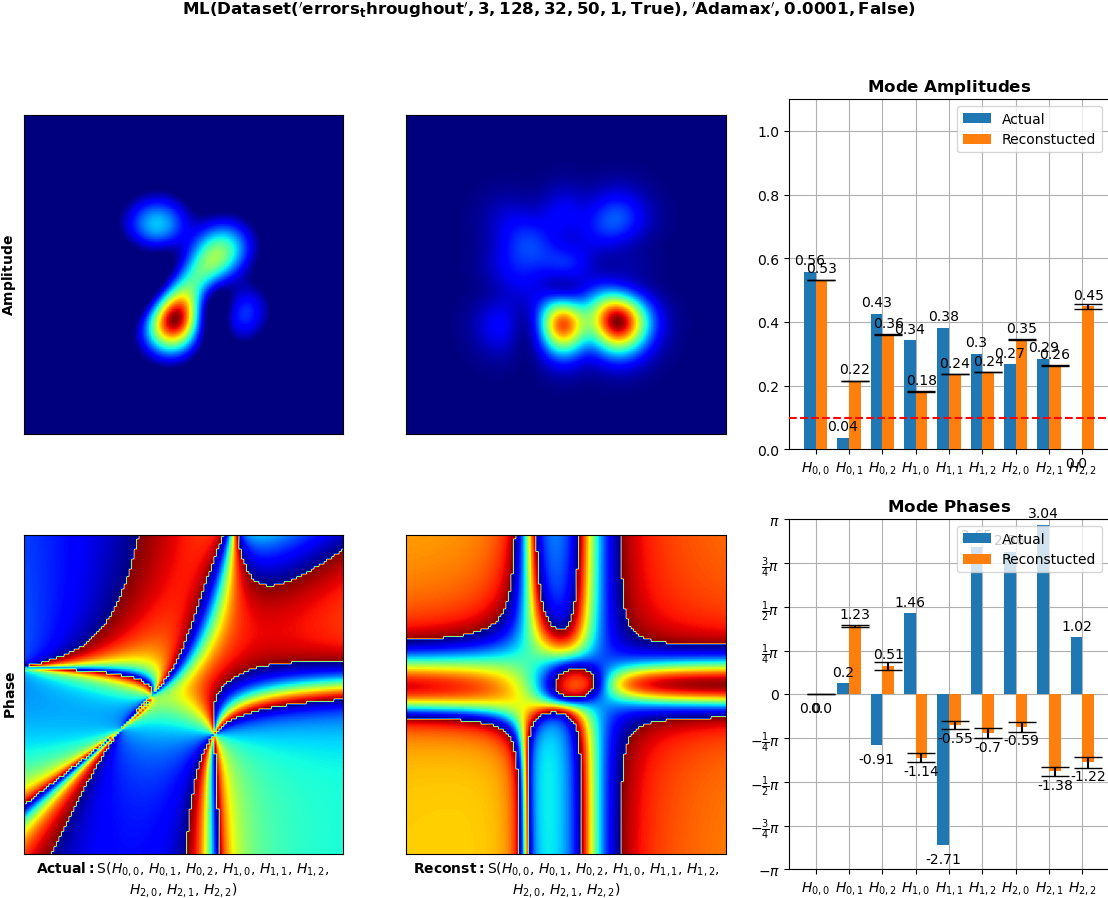 ML(Dataset('errors_throughout', 3, 128, 32, 50, 1, True), 'Adamax', 0.0001, False)
Amplitude
Mode Amplitudes
Actual
Reconstucted
1.0
0.8
0.6
0.4
0.2
0.0
0.56
0.53
0.04
0.22
0.43
0.36
0.34
0.18
0.38
0.24
0.3
0.24
0.27
0.35
0.29
0.26
0.0
0.45
H0,0 H0,1 H0,2 H1,0 H1,1 H1,2 H2,0 H2,1 H2,2
Phase
Mode Phases
Actual
Reconstucted
π
3/4π
1/2π
1/4π
0
−1/4π
−1/2π
−3/4π
−π
0.0
0.2
1.23
-0.91
0.51
1.46
-1.14
-2.71
-0.55
-0.7
-0.59
3.04
-1.38
1.02
-1.22
H0,0 H0,1 H0,2 H1,0 H1,1 H1,2 H2,0 H2,1 H2,2
Actual: S(H0,0, H0,1, H0,2, H1,0, H1,1, H1,2,
H2,0, H2,1, H2,2)
Reconst: S(H0,0, H0,1, H0,2, H1,0, H1,1, H1,2,
H2,0, H2,1, H2,2)